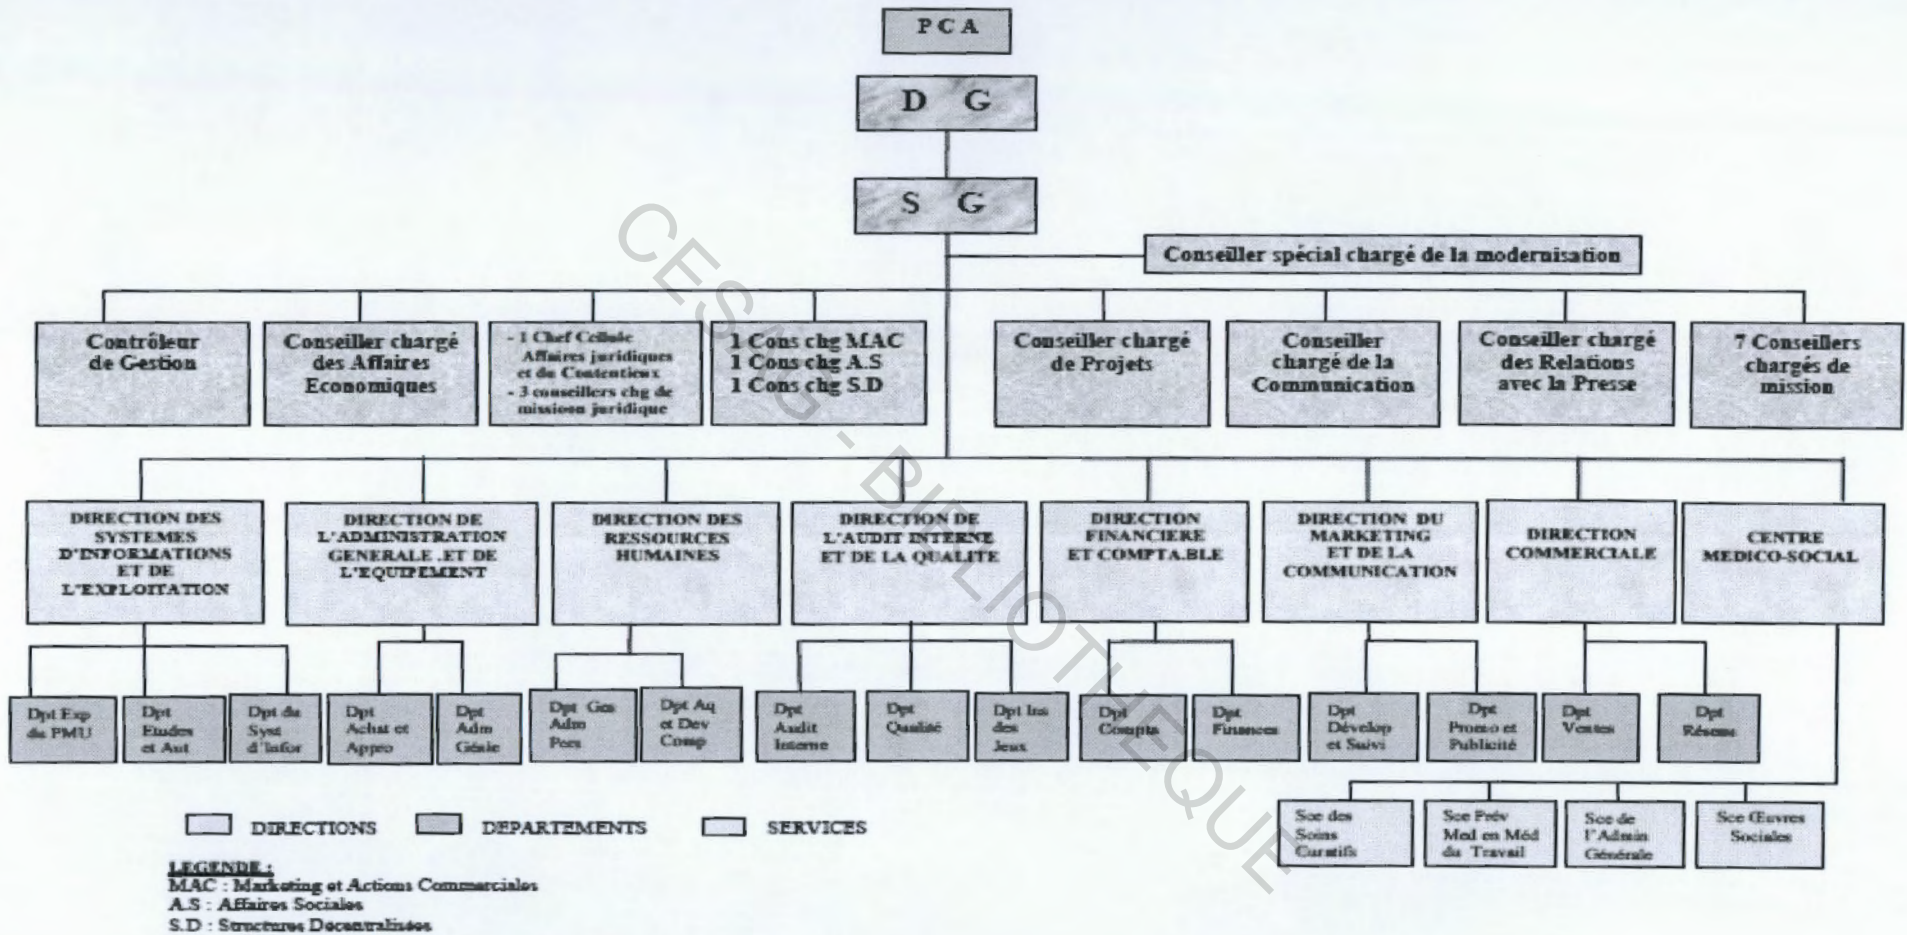 P C A
D G
S G
Conseiller spécial chargé de la modernisation
Contrôleur
de Gestion
Conseiller chargé
des Affaires
Economiques
- 1 Chef Cellule
Affaires juridiques
et du Contentieux
- 3 conseillers chg de
mission juridique
1 Cons chg MAC
1 Cons chg A.S
1 Cons chg S.D
Conseiller chargé
de Projets
Conseiller
chargé de la
Communication
Conseiller chargé
des Relations
avec la Presse
7 Conseillers
chargés de
mission
DIRECTION DES
SYSTEMES
D'INFORMATIONS
ET DE
L'EXPLOITATION
DIRECTION DE
L'ADMINISTRATION
GENERALE .ET DE
L'EQUIPEMENT
DIRECTION DES
RESSOURCES
HUMAINES
DIRECTION DE
L'AUDIT INTERNE
ET DE LA QUALITE
DIRECTION
FINANCIERE
ET COMPTABLE
DIRECTION DU
MARKETING
ET DE LA
COMMUNICATION
DIRECTION
COMMERCIALE
CENTRE
MEDICO-SOCIAL
Dpt Exp
du PMU
Dpt
Etudes
et Aut
Dpt du
Syst
d'Infor
Dpt
Achat et
Appro
Dpt
Adm
Génle
Dpt Ges
Adm
Pers
Dpt Aq
et Dev
Comp
Dpt
Audit
Interne
Dpt
Qualité
Dpt Ins
des
Jeux
Dpt
Compta
Dpt
Finances
Dpt
Dévelop
et Suivi
Dpt
Promo et
Publicité
Dpt
Ventes
Dpt
Réseau
Sce des
Soins
Curatifs
Sce Prév
Med en Méd
du Travail
Sce de
l'Admin
Générale
Sce Œuvres
Sociales
DIRECTIONS
DEPARTEMENTS
SERVICES
LEGENDE :
MAC : Marketing et Actions Commerciales
A.S : Affaires Sociales
S.D : Structures Décentralisées
CESAG - BIBLIOTHEQUE